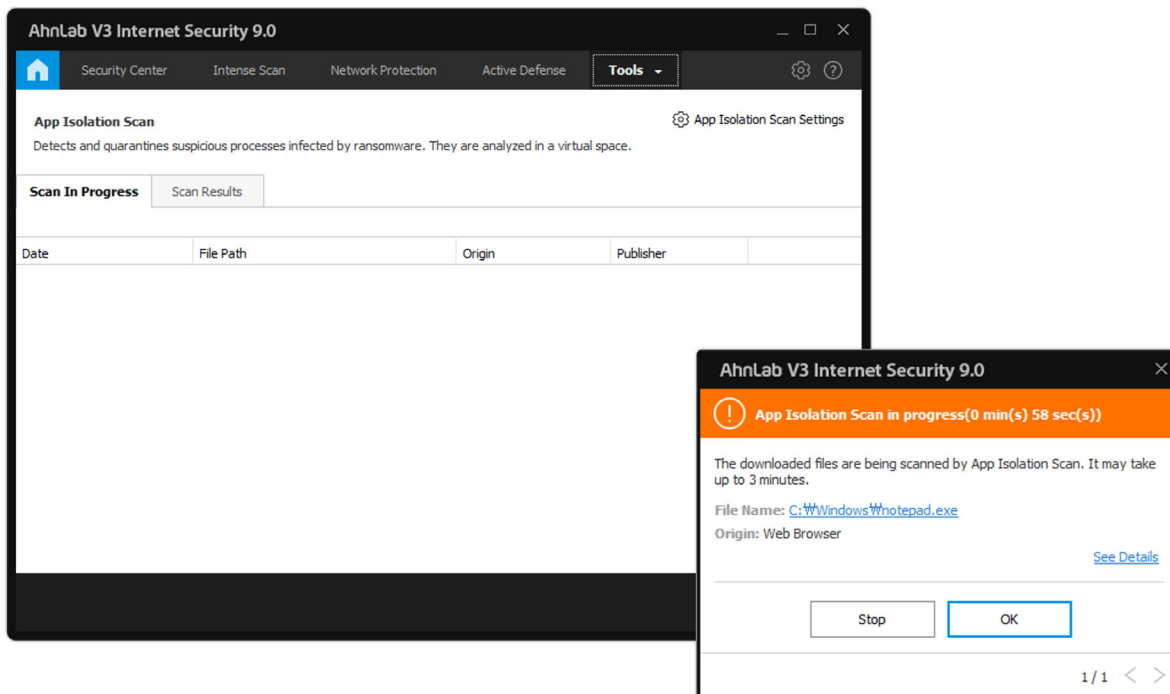 AhnLab V3 Internet Security 9.0
Security Center Intense Scan Network Protection Active Defense Tools
App Isolation Scan
App Isolation Scan Settings
Detects and quarantines suspicious processes infected by ransomware. They are analyzed in a virtual space.
Scan In Progress Scan Results
Date File Path Origin Publisher
AhnLab V3 Internet Security 9.0
App Isolation Scan in progress(0 min(s) 58 sec(s))
The downloaded files are being scanned by App Isolation Scan. It may take
up to 3 minutes.
File Name: C:₩Windows₩notepad.exe
Origin: Web Browser
See Details
Stop OK
1 / 1